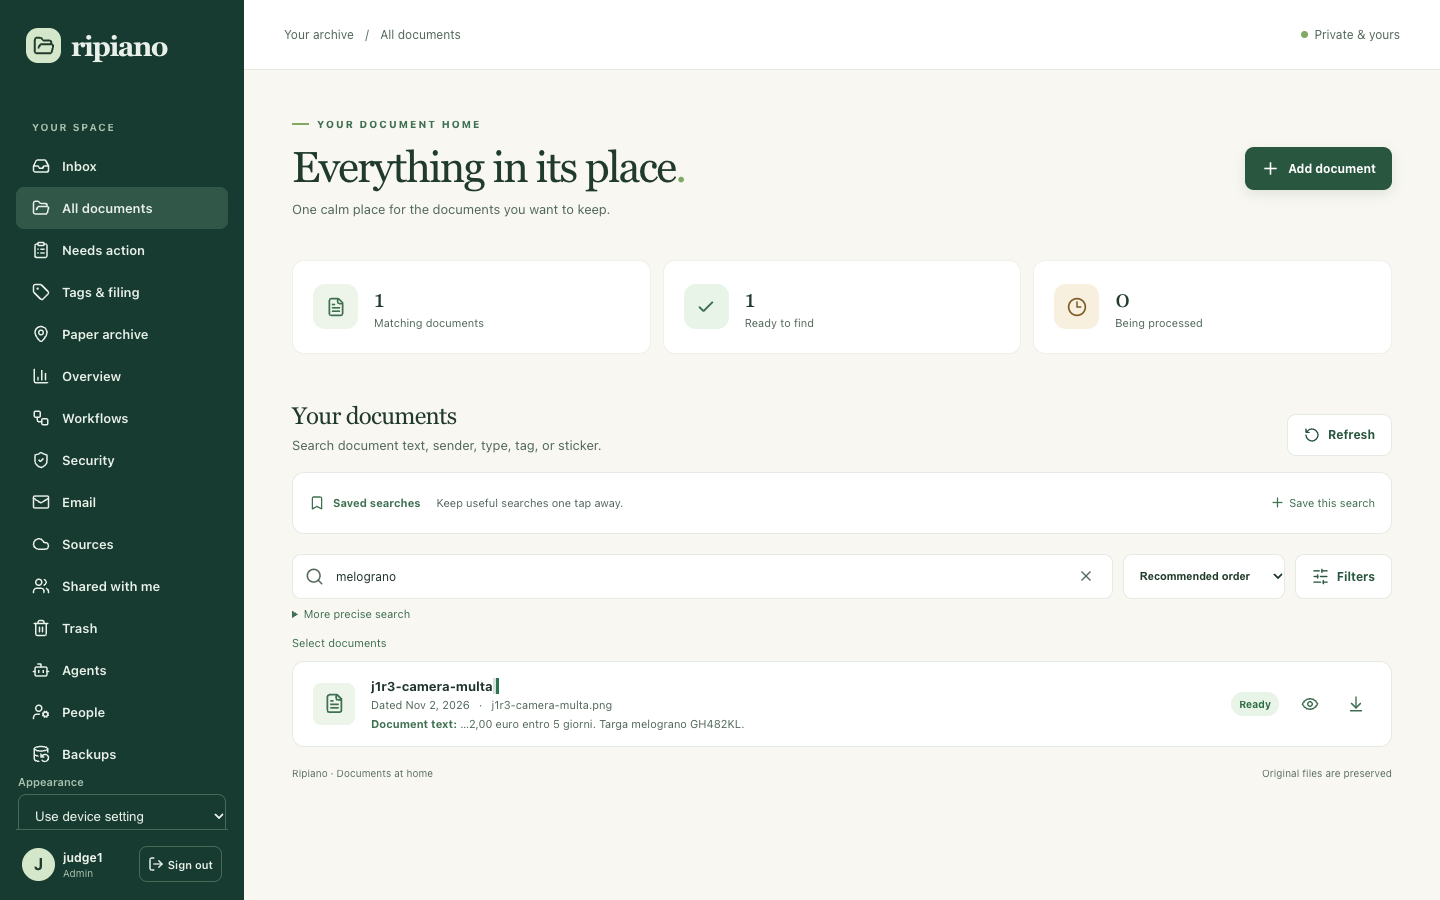 ripiano
Your archive / All documents
Private & yours
YOUR SPACE
Inbox
All documents
Needs action
Tags & filing
Paper archive
Overview
Workflows
Security
Email
Sources
Shared with me
Trash
Agents
People
Backups
Appearance
Use device setting
J
judge1
Admin
Sign out
YOUR DOCUMENT HOME
Everything in its place.
One calm place for the documents you want to keep.
Add document
1
Matching documents
1
Ready to find
0
Being processed
Your documents
Search document text, sender, type, tag, or sticker.
Refresh
Saved searches Keep useful searches one tap away.
Save this search
melograno
Recommended order
Filters
More precise search
Select documents
j1r3-camera-multa
Dated Nov 2, 2026 · j1r3-camera-multa.png
Document text: ...2,00 euro entro 5 giorni. Targa melograno GH482KL.
Ready
Ripiano · Documents at home
Original files are preserved